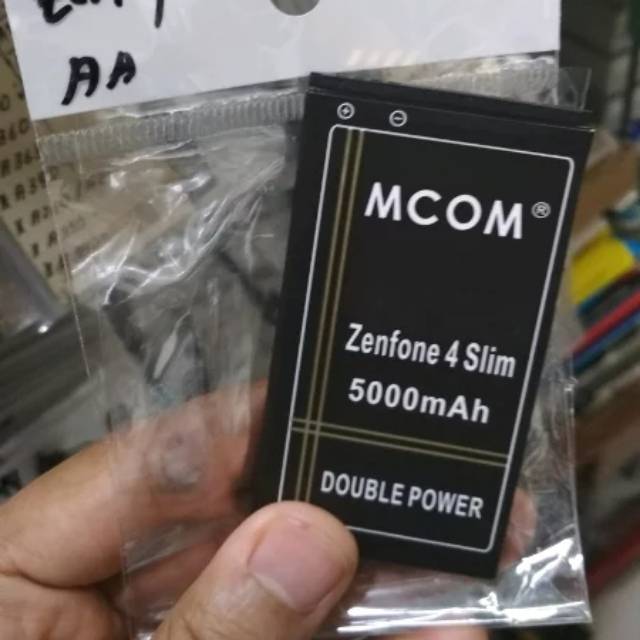 AA
MCOM®
Zenfone 4 Slim
5000mAh
DOUBLE POWER